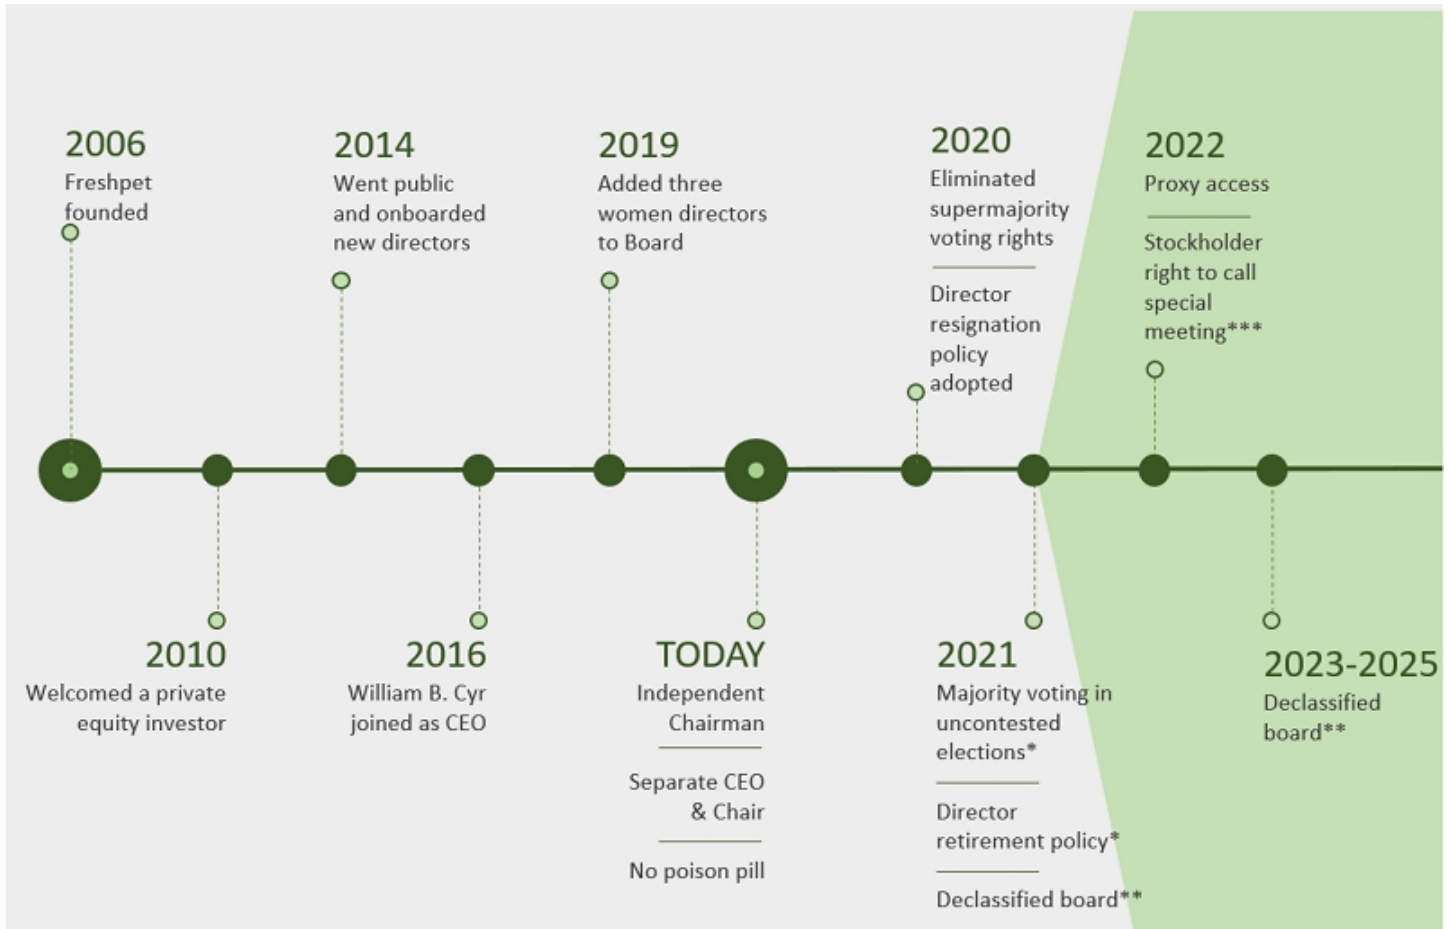 2006
Freshpet
founded
2014
Went public
and onboarded
new directors
2019
Added three
women directors
to Board
2020
Eliminated
supermajority
voting rights
Director
resignation
policy
adopted
2022
Proxy access
Stockholder
right to call
special
meeting***
2010
Welcomed a private
equity investor
2016
William B. Cyr
joined as CEO
TODAY
Independent
Chairman
Separate CEO
& Chair
No poison pill
2021
Majority voting in
uncontested
elections*
Director
retirement policy*
Declassified board**
2023-2025
Declassified
board**